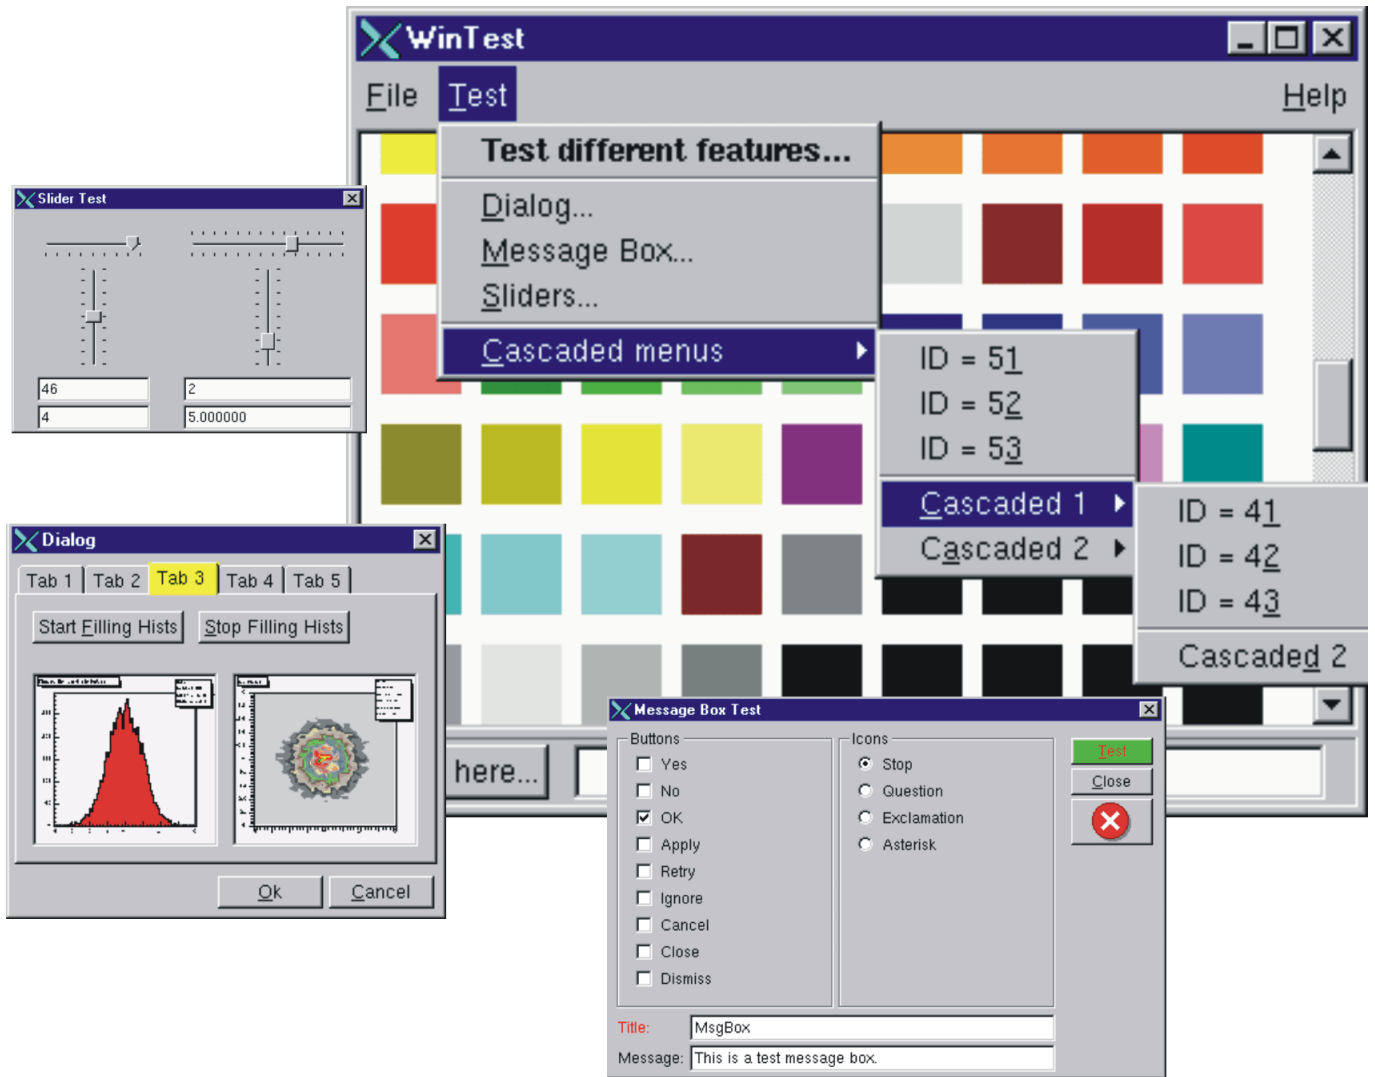 WinTest
File Test Help
Test different features...
Dialog...
Message Box...
Sliders...
Cascaded menus
ID = 51
ID = 52
ID = 53
Cascaded 1
Cascaded 2
ID = 41
ID = 42
ID = 43
Cascaded 2
here...
Slider Test
46 2
4 5.000000
Dialog
Tab 1 Tab 2 Tab 3 Tab 4 Tab 5
Start Filling Hists Stop Filling Hists
Ok Cancel
Message Box Test
Buttons
Yes
No
OK
Apply
Retry
Ignore
Cancel
Close
Dismiss
Icons
Stop
Question
Exclamation
Asterisk
Test
Close
Title: MsgBox
Message: This is a test message box.